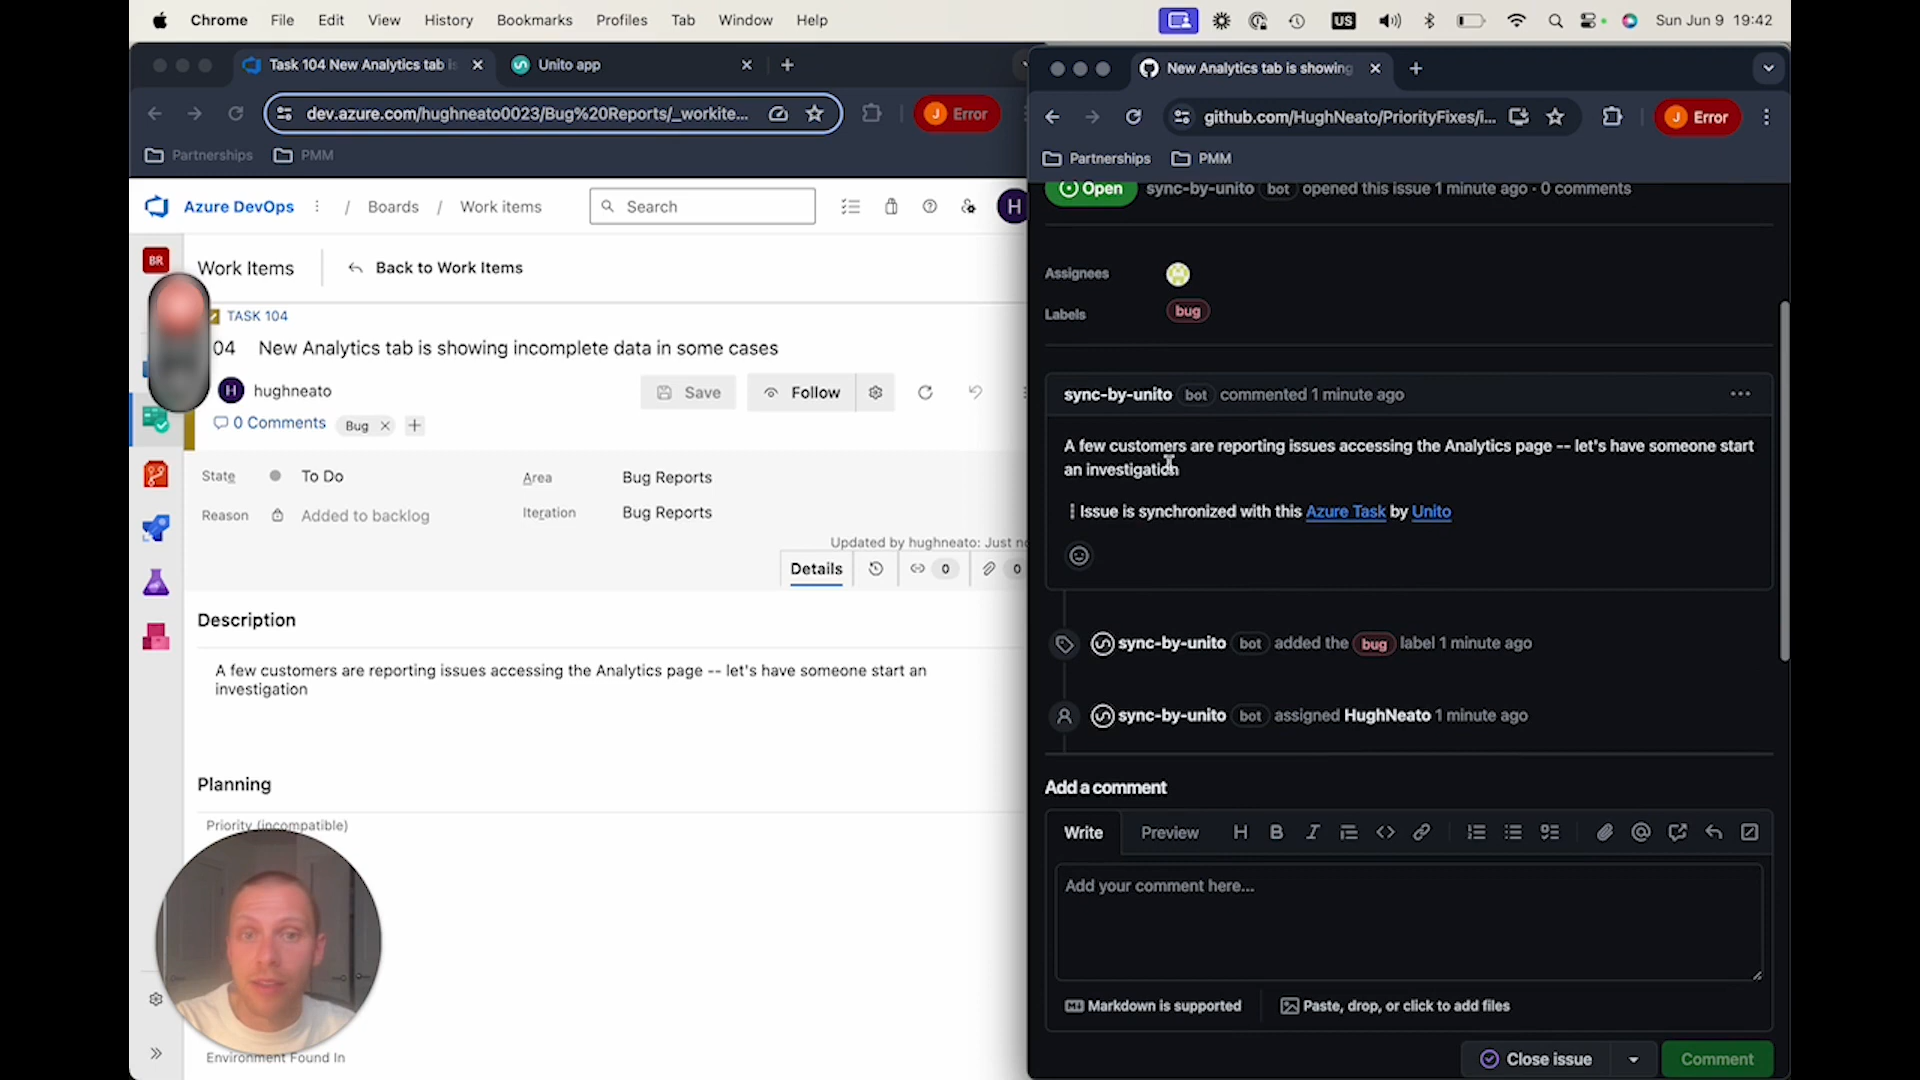 Chrome File Edit View History Bookmarks Profiles Tab Window Help
US
Sun Jun 9 19:42
Task 104 New Analytics tab is
Unito app
dev.azure.com/hughneato0023/Bug%20Reports/_workite...
J Error
Partnerships
PMM
Azure DevOps / Boards / Work items
Search
H
BR
Work Items
Back to Work Items
TASK 104
04 New Analytics tab is showing incomplete data in some cases
H hughneato
Save
Follow
0 Comments
Bug
State
To Do
Area
Bug Reports
Reason
Added to backlog
Iteration
Bug Reports
Updated by hughneato: Just no
Details
0
0
Description
A few customers are reporting issues accessing the Analytics page -- let's have someone start an
investigation
Planning
Priority (incompatible)
Environment Found In
New Analytics tab is showing
github.com/HughNeato/PriorityFixes/i...
J Error
Partnerships
PMM
Open
sync-by-unito bot opened this issue 1 minute ago · 0 comments
Assignees
Labels
bug
sync-by-unito bot commented 1 minute ago
A few customers are reporting issues accessing the Analytics page -- let's have someone start
an investigation
Issue is synchronized with this Azure Task by Unito
sync-by-unito bot added the bug label 1 minute ago
sync-by-unito bot assigned HughNeato 1 minute ago
Add a comment
Write
Preview
Add your comment here...
Markdown is supported
Paste, drop, or click to add files
Close issue
Comment